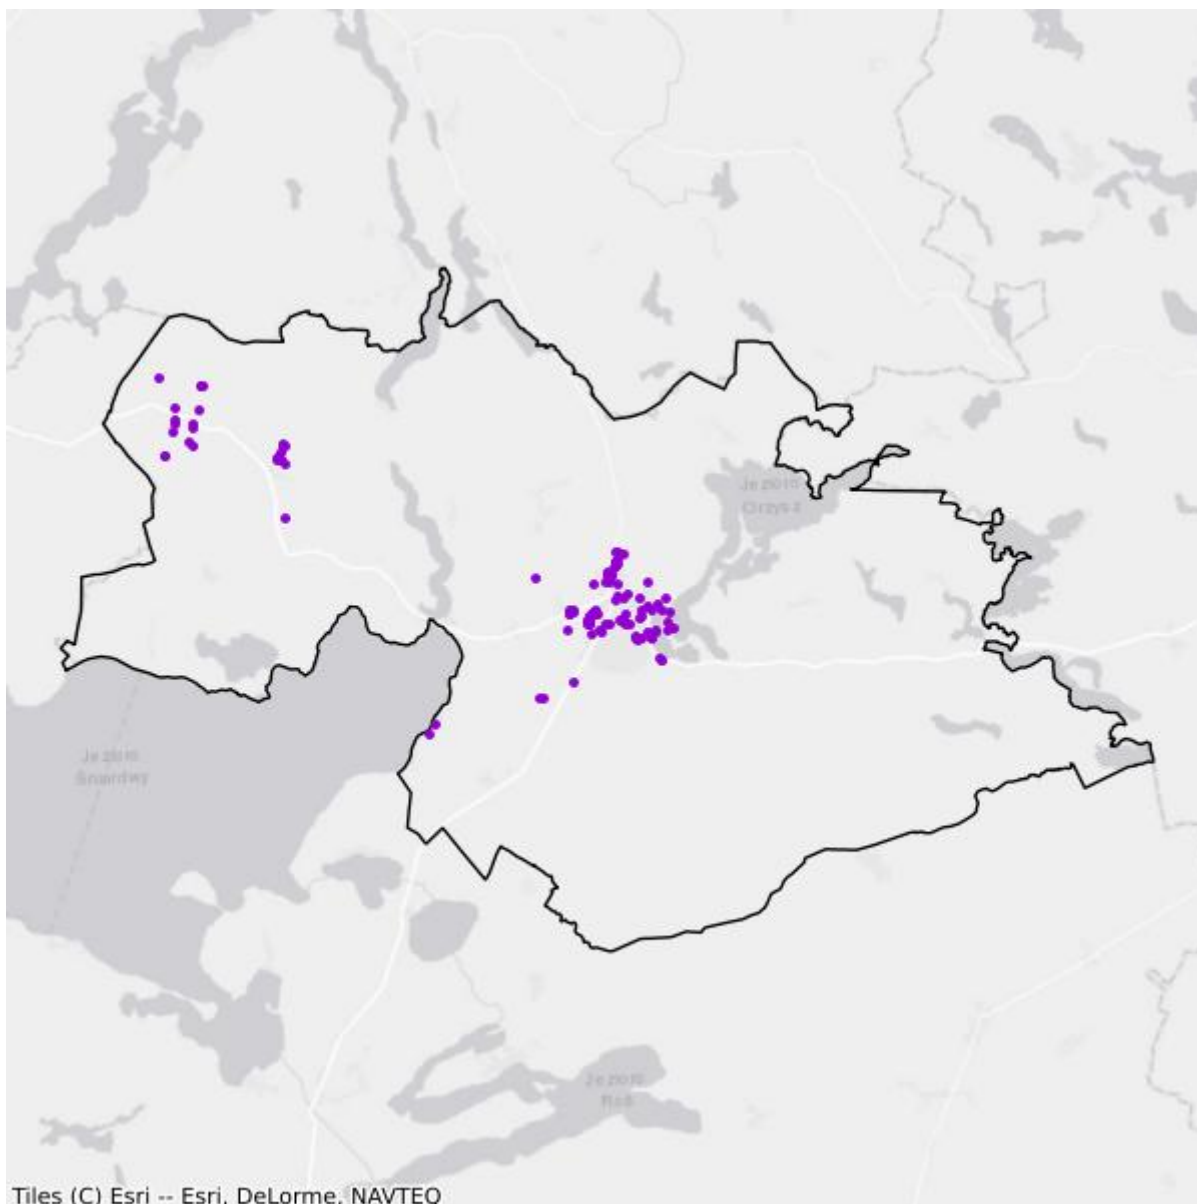 Jezioro
Orzysz
Jezioro
Śniardwy
Jezioro
Roś
Tiles (C) Esri -- Esri, DeLorme, NAVTEQ